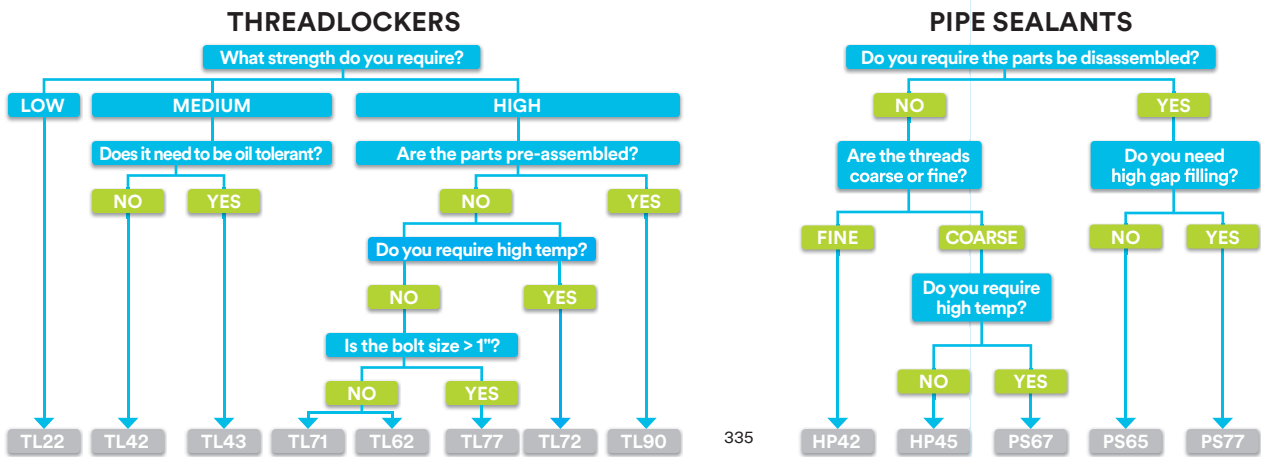 THREADLOCKERS
What strength do you require?
LOW
MEDIUM
HIGH
Does it need to be oil tolerant?
Are the parts pre-assembled?
NO
YES
NO
YES
Do you require high temp?
NO
YES
Is the bolt size > 1"?
NO
YES
TL22
TL42
TL43
TL71
TL62
TL77
TL72
TL90
335
PIPE SEALANTS
Do you require the parts be disassembled?
NO
YES
Are the threads
coarse or fine?
Do you need
high gap filling?
FINE
COARSE
NO
YES
Do you require
high temp?
NO
YES
HP42
HP45
PS67
PS65
PS77